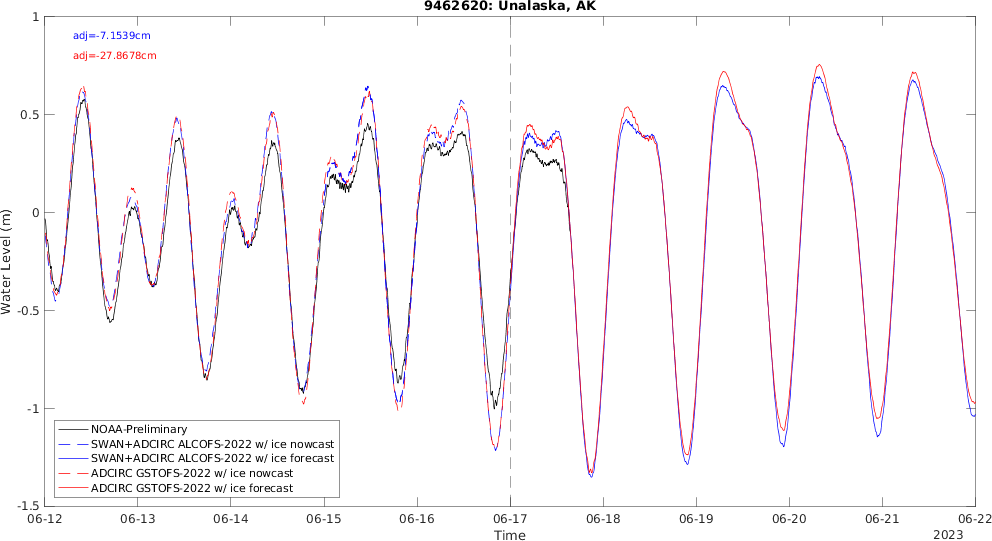 9462620: Unalaska, AK
adj=-7.1539cm
adj=-27.8678cm
Water Level (m)
1
0.5
0
-0.5
-1
-1.5
NOAA-Preliminary
SWAN+ADCIRC ALCOFS-2022 w/ ice nowcast
SWAN+ADCIRC ALCOFS-2022 w/ ice forecast
ADCIRC GSTOFS-2022 w/ ice nowcast
ADCIRC GSTOFS-2022 w/ ice forecast
06-12 06-13 06-14 06-15 06-16 06-17 06-18 06-19 06-20 06-21 06-22
Time
2023